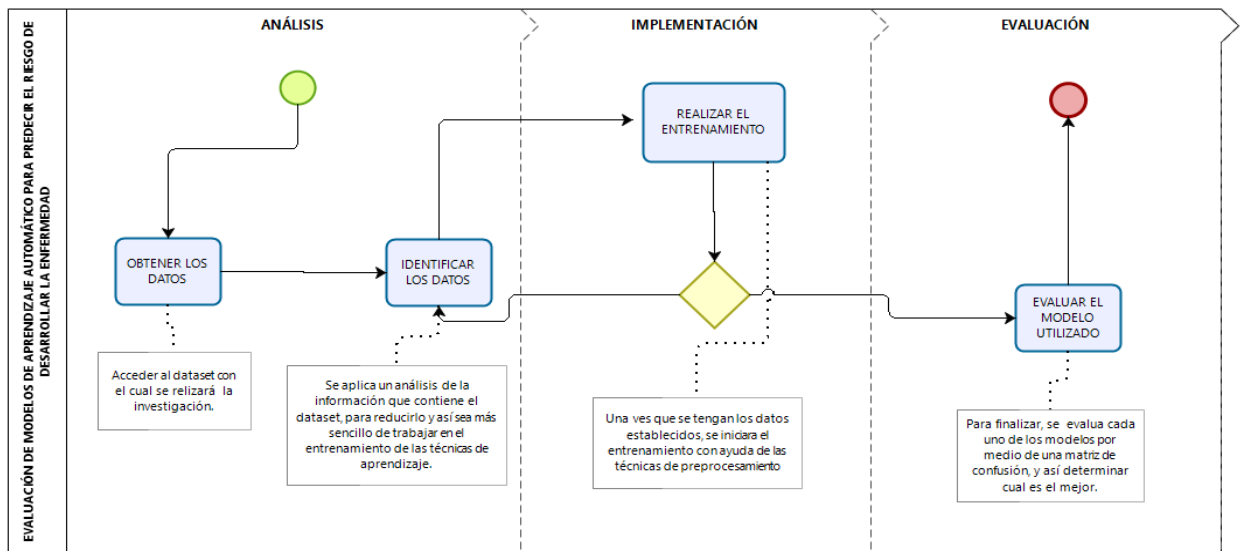 EVALUACIÓN DE MODELOS DE APRENDIZAJE AUTOMÁTICO PARA PREDECIR EL RIESGO DE
DESARROLLAR LA ENFERMEDAD
ANÁLISIS
IMPLEMENTACIÓN
EVALUACIÓN
OBTENER LOS
DATOS
IDENTIFICAR
LOS DATOS
REALIZAR EL
ENTRENAMIENTO
EVALUAR EL
MODELO
UTILIZADO
Acceder al dataset con
el cual se relizará la
investigación.
Se aplica un análisis de la
información que contiene el
dataset, para reducirlo y así sea más
sencillo de trabajar en el
entrenamiento de las técnicas de
aprendizaje.
Una ves que se tengan los datos
establecidos, se iniciara el
entrenamiento con ayuda de las
técnicas de preprocesamiento
Para finalizar, se evalua cada
uno de los modelos por
medio de una matriz de
confusión, y así determinar
cual es el mejor.